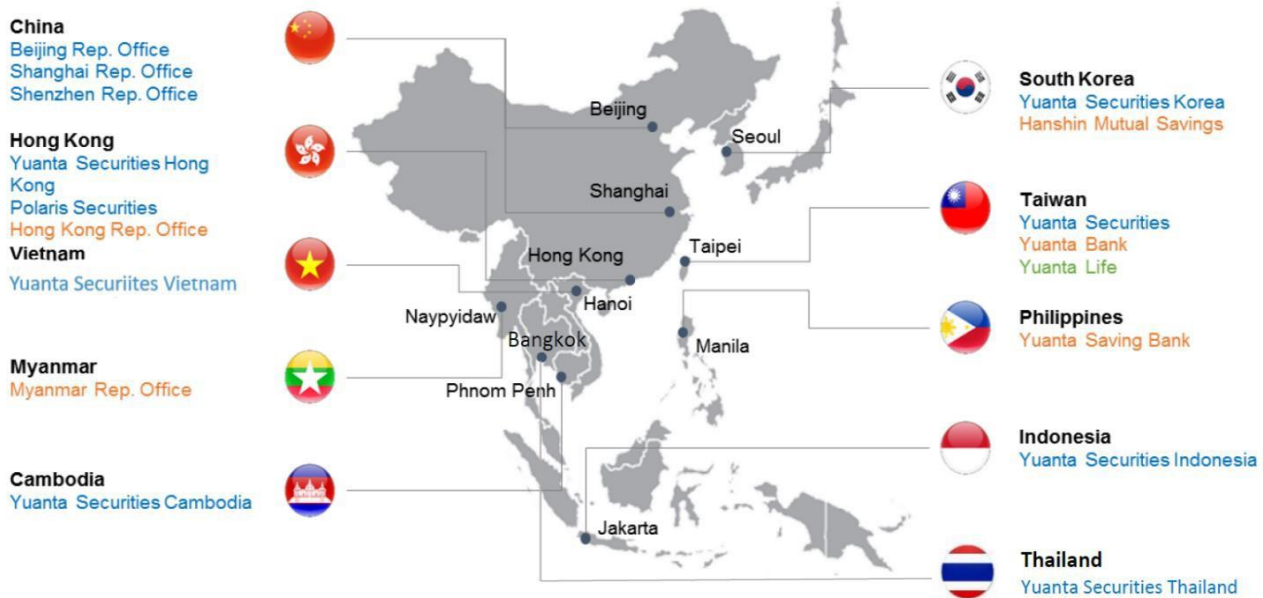 China
Beijing Rep. Office
Shanghai Rep. Office
Shenzhen Rep. Office
Hong Kong
Yuanta Securities Hong
Kong
Polaris Securities
Hong Kong Rep. Office
Vietnam
Yuanta Securiites Vietnam
Myanmar
Myanmar Rep. Office
Cambodia
Yuanta Securities Cambodia
Beijing
Seoul
Shanghai
Taipei
Hong Kong
Hanoi
Naypyidaw
Bangkok
Manila
Phnom Penh
Jakarta
South Korea
Yuanta Securities Korea
Hanshin Mutual Savings
Taiwan
Yuanta Securities
Yuanta Bank
Yuanta Life
Philippines
Yuanta Saving Bank
Indonesia
Yuanta Securities Indonesia
Thailand
Yuanta Securities Thailand